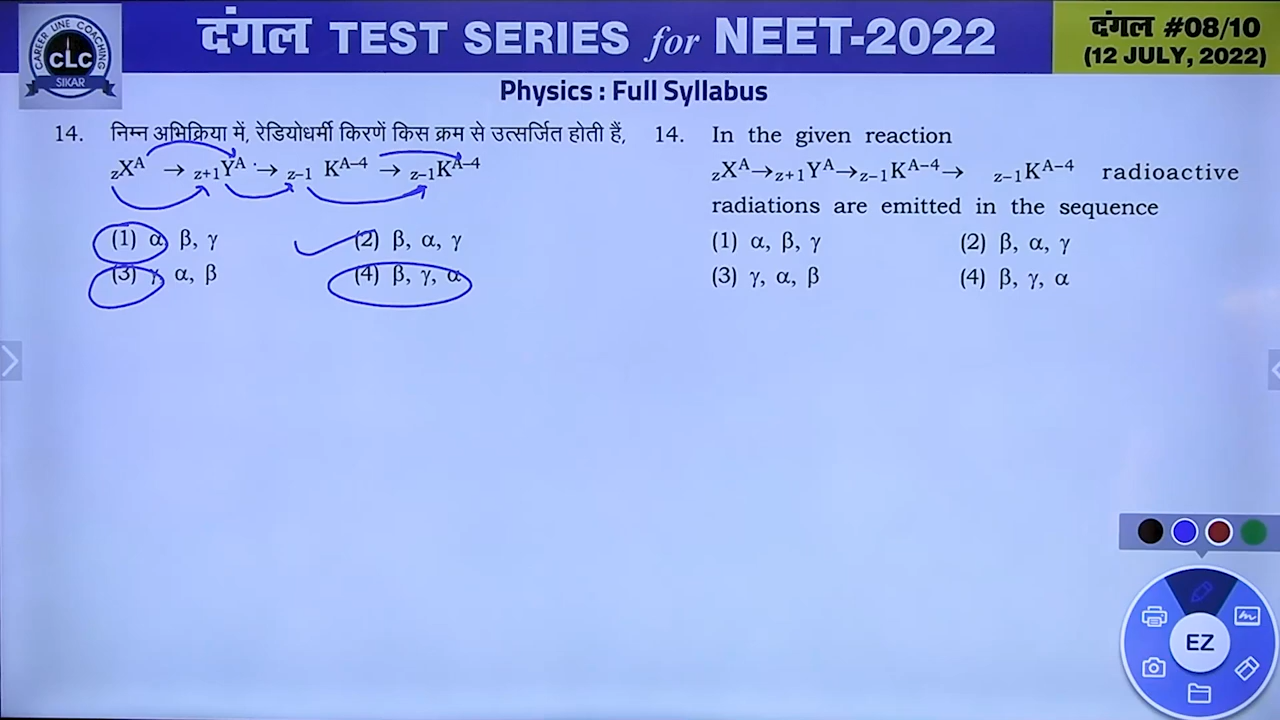 दंगल TEST SERIES for NEET-2022
दंगल #08/10
(12 JULY, 2022)
CAREER LINE COACHING
CLC
SIKAR
Physics : Full Syllabus
14. निम्न अभिक्रिया में, रेडियोधर्मी किरणें किस क्रम से उत्सर्जित होती हैं,
zXᴬ → z+1Yᴬ → z–1 Kᴬ⁻⁴ → z–1Kᴬ⁻⁴
(1) α, β, γ (2) β, α, γ
(3) γ, α, β (4) β, γ, α
14. In the given reaction
zXᴬ→z+1Yᴬ→z–1Kᴬ⁻⁴→ z–1Kᴬ⁻⁴ radioactive
radiations are emitted in the sequence
(1) α, β, γ (2) β, α, γ
(3) γ, α, β (4) β, γ, α
EZ